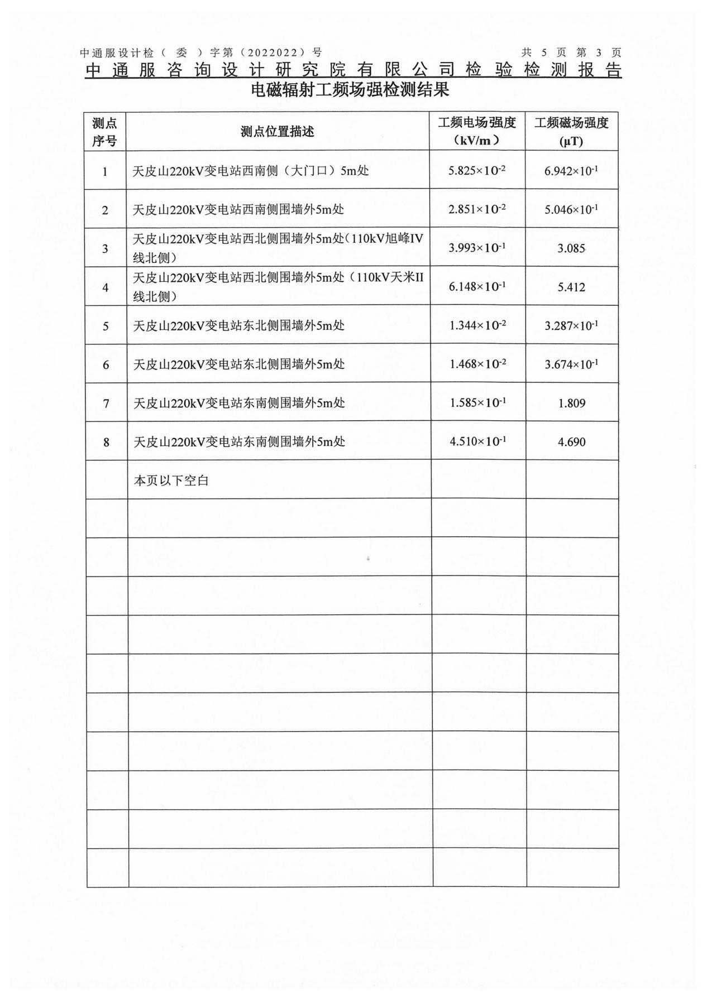 中通服设计检（ 委 ）字第（2022022）号 共 5 页 第 3 页
中通服咨询设计研究院有限公司检验检测报告
电磁辐射工频场强检测结果
测点序号 测点位置描述 工频电场强度（kV/m） 工频磁场强度(μT)
1 天皮山220kV变电站西南侧（大门口）5m处 5.825×10⁻² 6.942×10⁻¹
2 天皮山220kV变电站西南侧围墙外5m处 2.851×10⁻² 5.046×10⁻¹
3 天皮山220kV变电站西北侧围墙外5m处（110kV旭峰IV线北侧） 3.993×10⁻¹ 3.085
4 天皮山220kV变电站西北侧围墙外5m处（110kV天米II线北侧） 6.148×10⁻¹ 5.412
5 天皮山220kV变电站东北侧围墙外5m处 1.344×10⁻² 3.287×10⁻¹
6 天皮山220kV变电站东北侧围墙外5m处 1.468×10⁻² 3.674×10⁻¹
7 天皮山220kV变电站东南侧围墙外5m处 1.585×10⁻¹ 1.809
8 天皮山220kV变电站东南侧围墙外5m处 4.510×10⁻¹ 4.690
本页以下空白